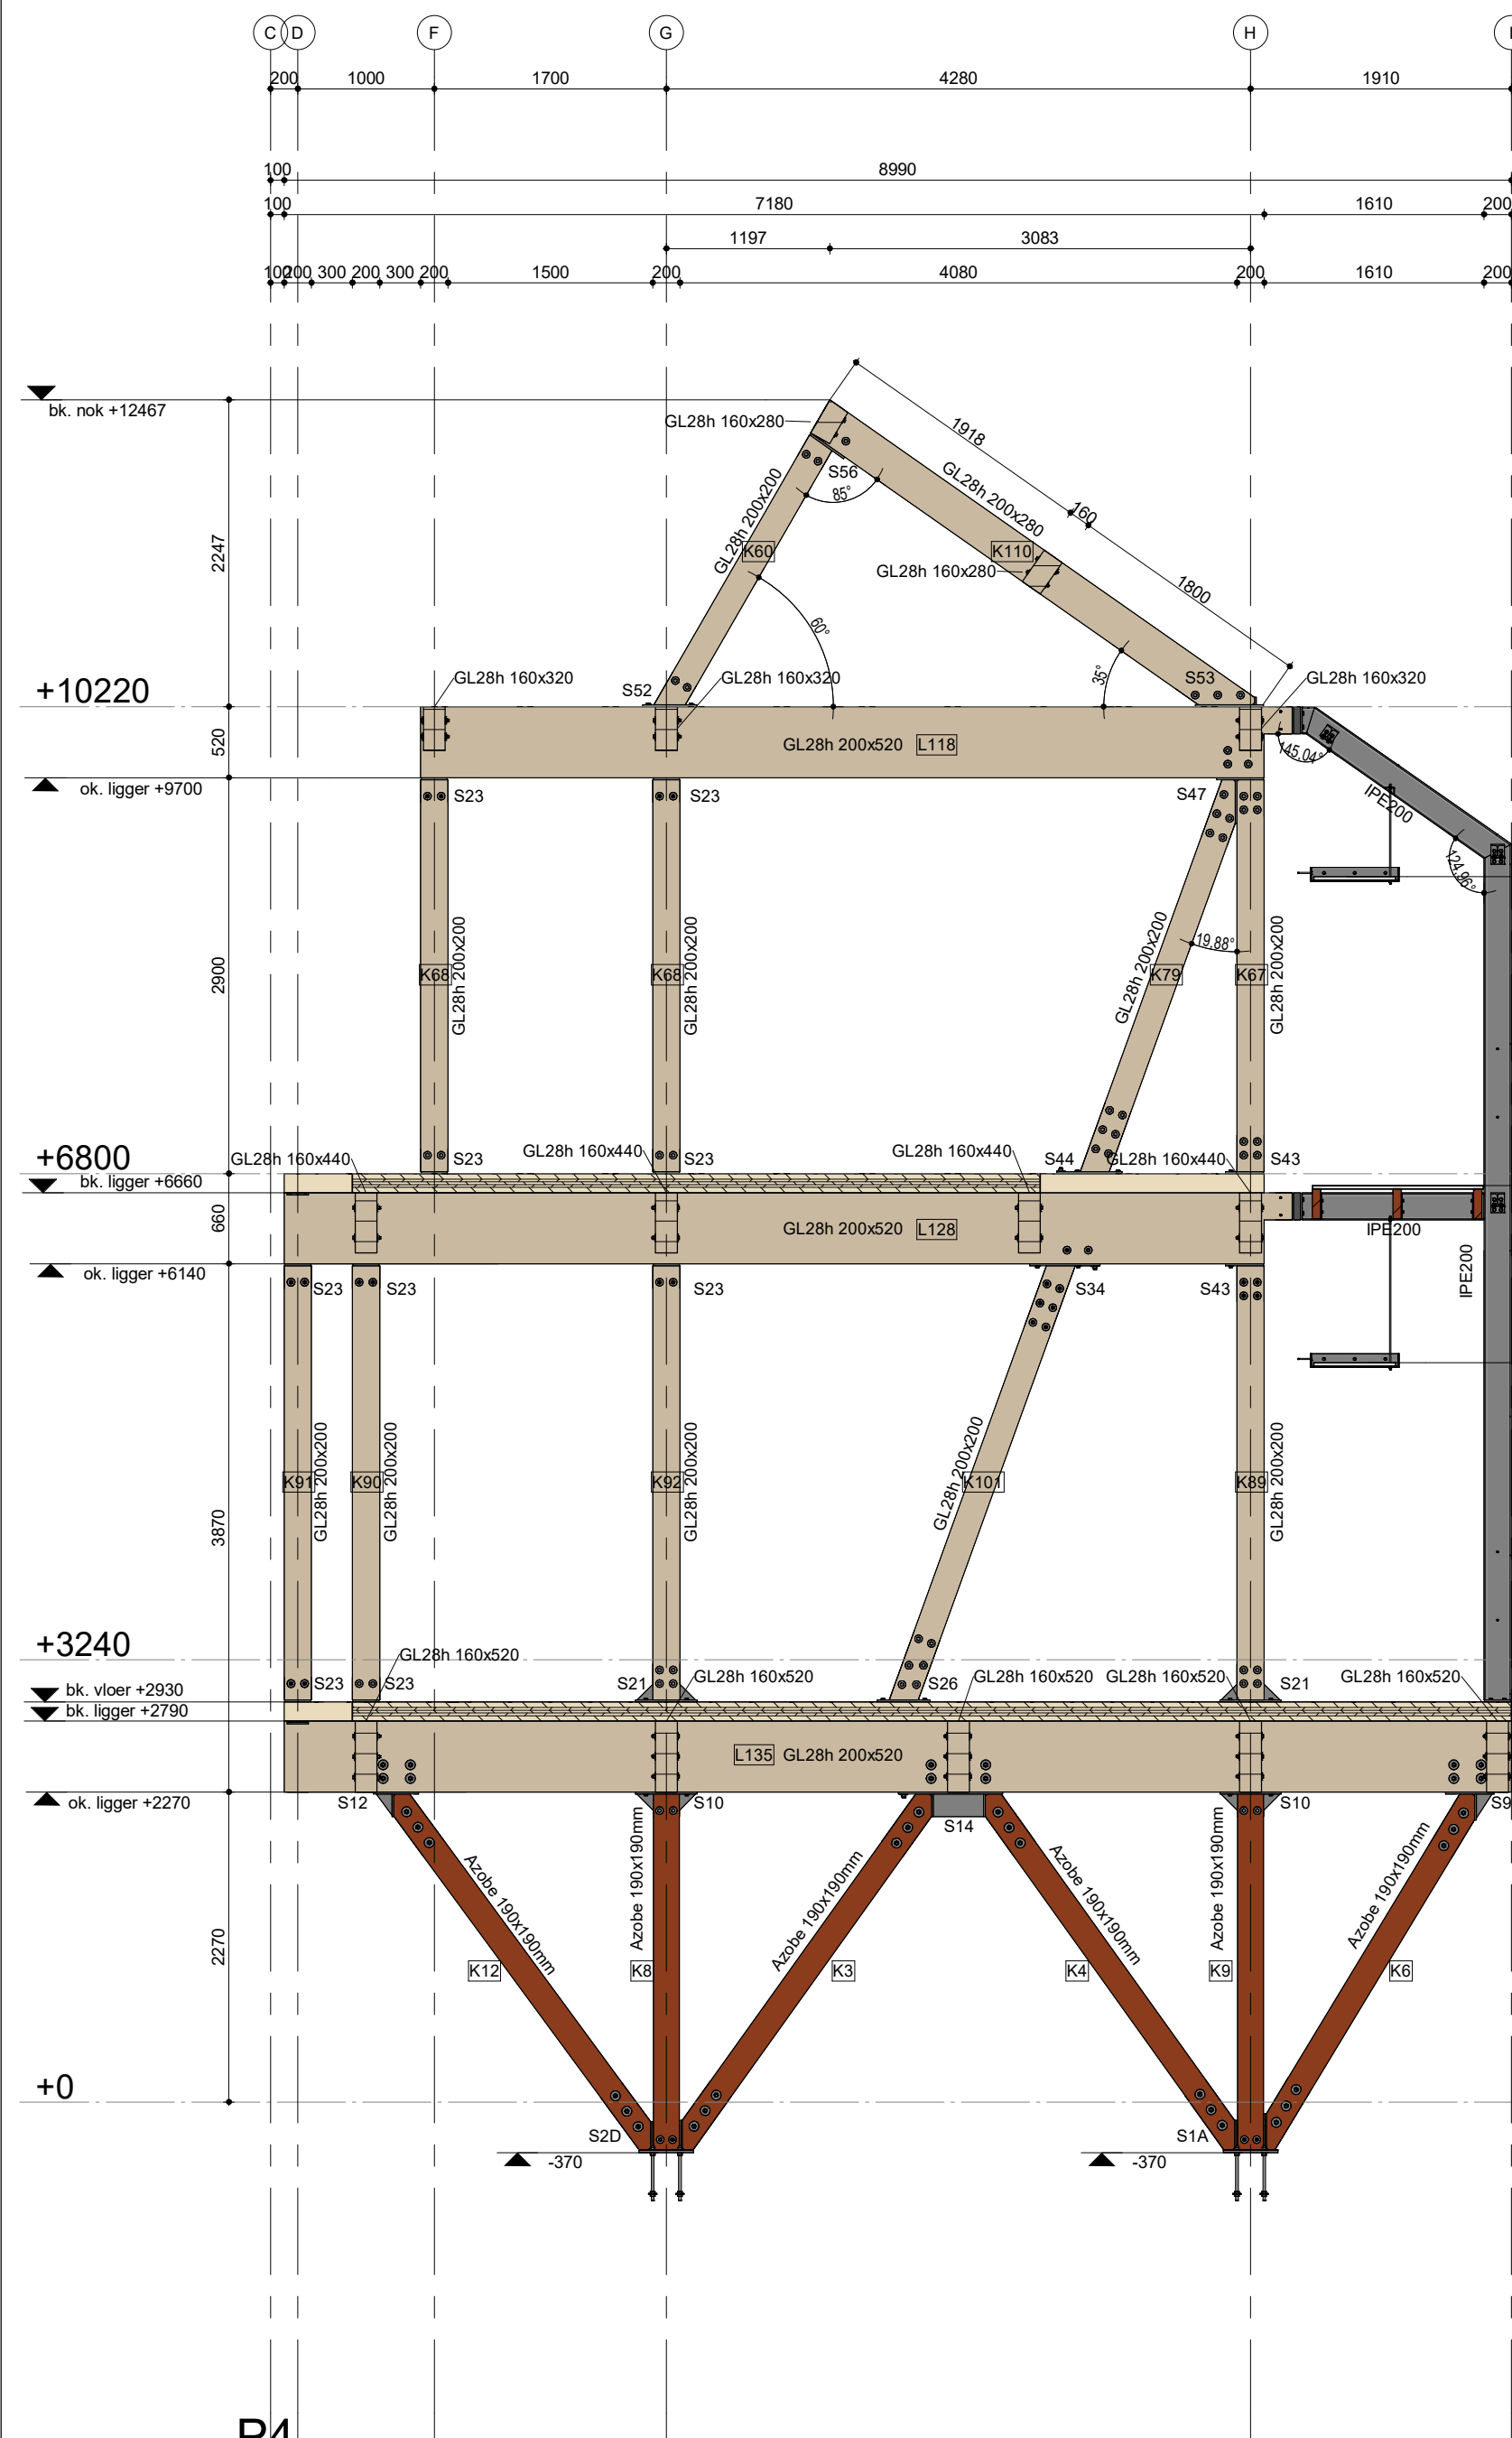 C D F G H
200 1000 1700 4280 1910
100 8990
100 7180 1610 200
1197 3083
100 200 300 200 300 200 1500 200 4080 200 1610 200
bk. nok +12467
GL28h 160x280
1918
S56
85°
GL28h 200x200
GL28h 200x280
160
K60
K110
2247
GL28h 160x280
1800
60°
35°
+10220
GL28h 160x320
S52
GL28h 160x320
S53
GL28h 160x320
520
GL28h 200x520 L118
145.04°
ok. ligger +9700
S23
S23
S47
IPE200
124.96°
2900
K68
GL28h 200x200
K68
GL28h 200x200
GL28h 200x200
19.88°
K79
K67
GL28h 200x200
+6800
GL28h 160x440
S23
GL28h 160x440
S23
GL28h 160x440
S44
GL28h 160x440
S43
bk. ligger +6660
660
GL28h 200x520 L128
IPE200
ok. ligger +6140
S23
S23
S23
S34
S43
IPE200
3870
K91
GL28h 200x200
K90
GL28h 200x200
K92
GL28h 200x200
GL28h 200x200
K101
K89
GL28h 200x200
+3240
GL28h 160x520
bk. vloer +2930
S23
S23
S21
GL28h 160x520
S26
GL28h 160x520
GL28h 160x520
S21
GL28h 160x520
bk. ligger +2790
L135 GL28h 200x520
ok. ligger +2270
S12
S10
S14
S10
S9
2270
Azobe 190x190mm
Azobe 190x190mm
Azobe 190x190mm
Azobe 190x190mm
Azobe 190x190mm
Azobe 190x190mm
K12
K8
K3
K4
K9
K6
+0
S2D
S1A
-370
-370